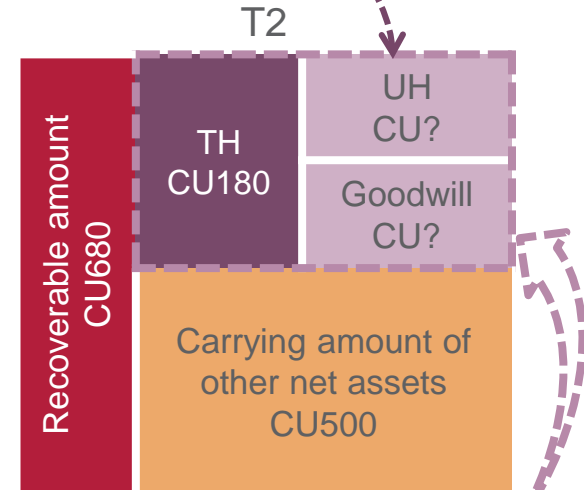 T2
Recoverable amount
CU680
TH
CU180
UH
CU?
Goodwill
CU?
Carrying amount of
other net assets
CU500